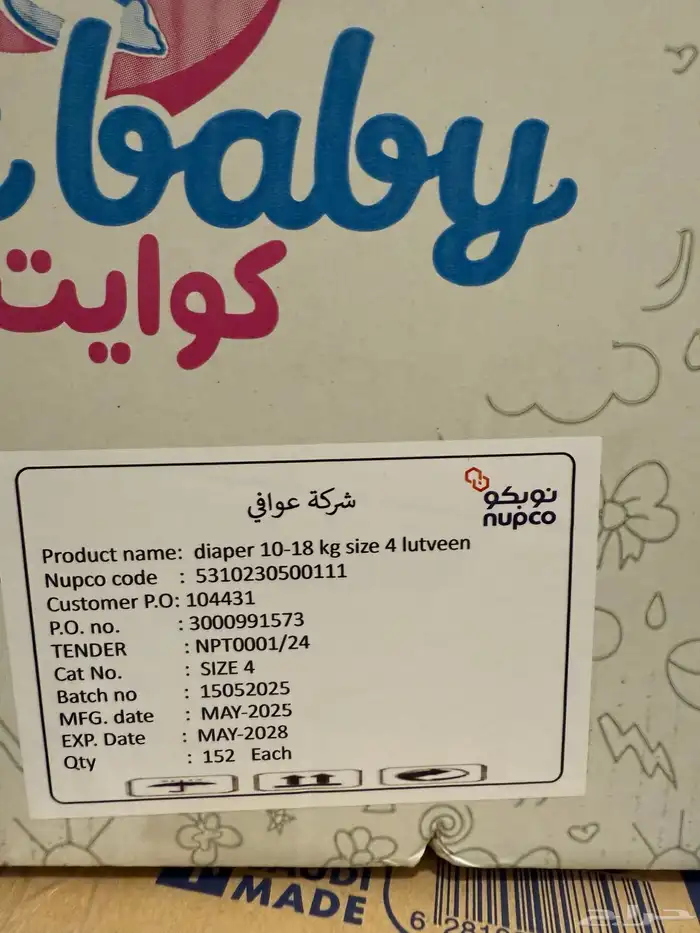 baby
كوايت
شركة عوافي
نوبكو
nupco
Product name: diaper 10-18 kg size 4 lutveen
Nupco code : 5310230500111
Customer P.O: 104431
P.O. no. : 3000991573
TENDER : NPT0001/24
Cat No. : SIZE 4
Batch no : 15052025
MFG. date : MAY-2025
EXP. Date : MAY-2028
Qty : 152 Each
MADE
حراج